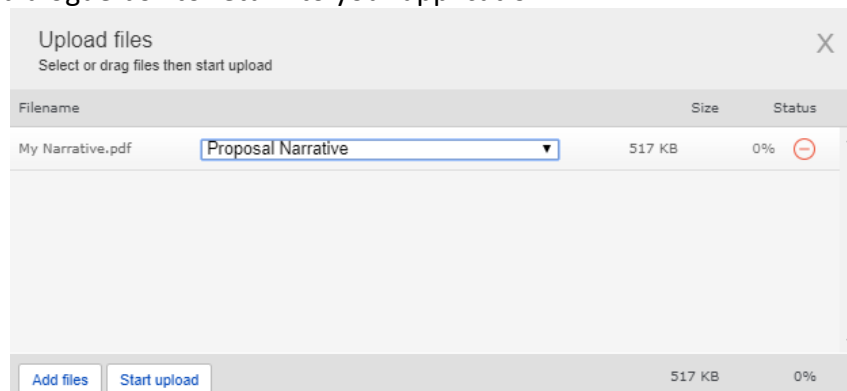 Upload files
X
Select or drag files then start upload
Filename Size Status
My Narrative.pdf Proposal Narrative 517 KB 0%
Add files Start upload 517 KB 0%